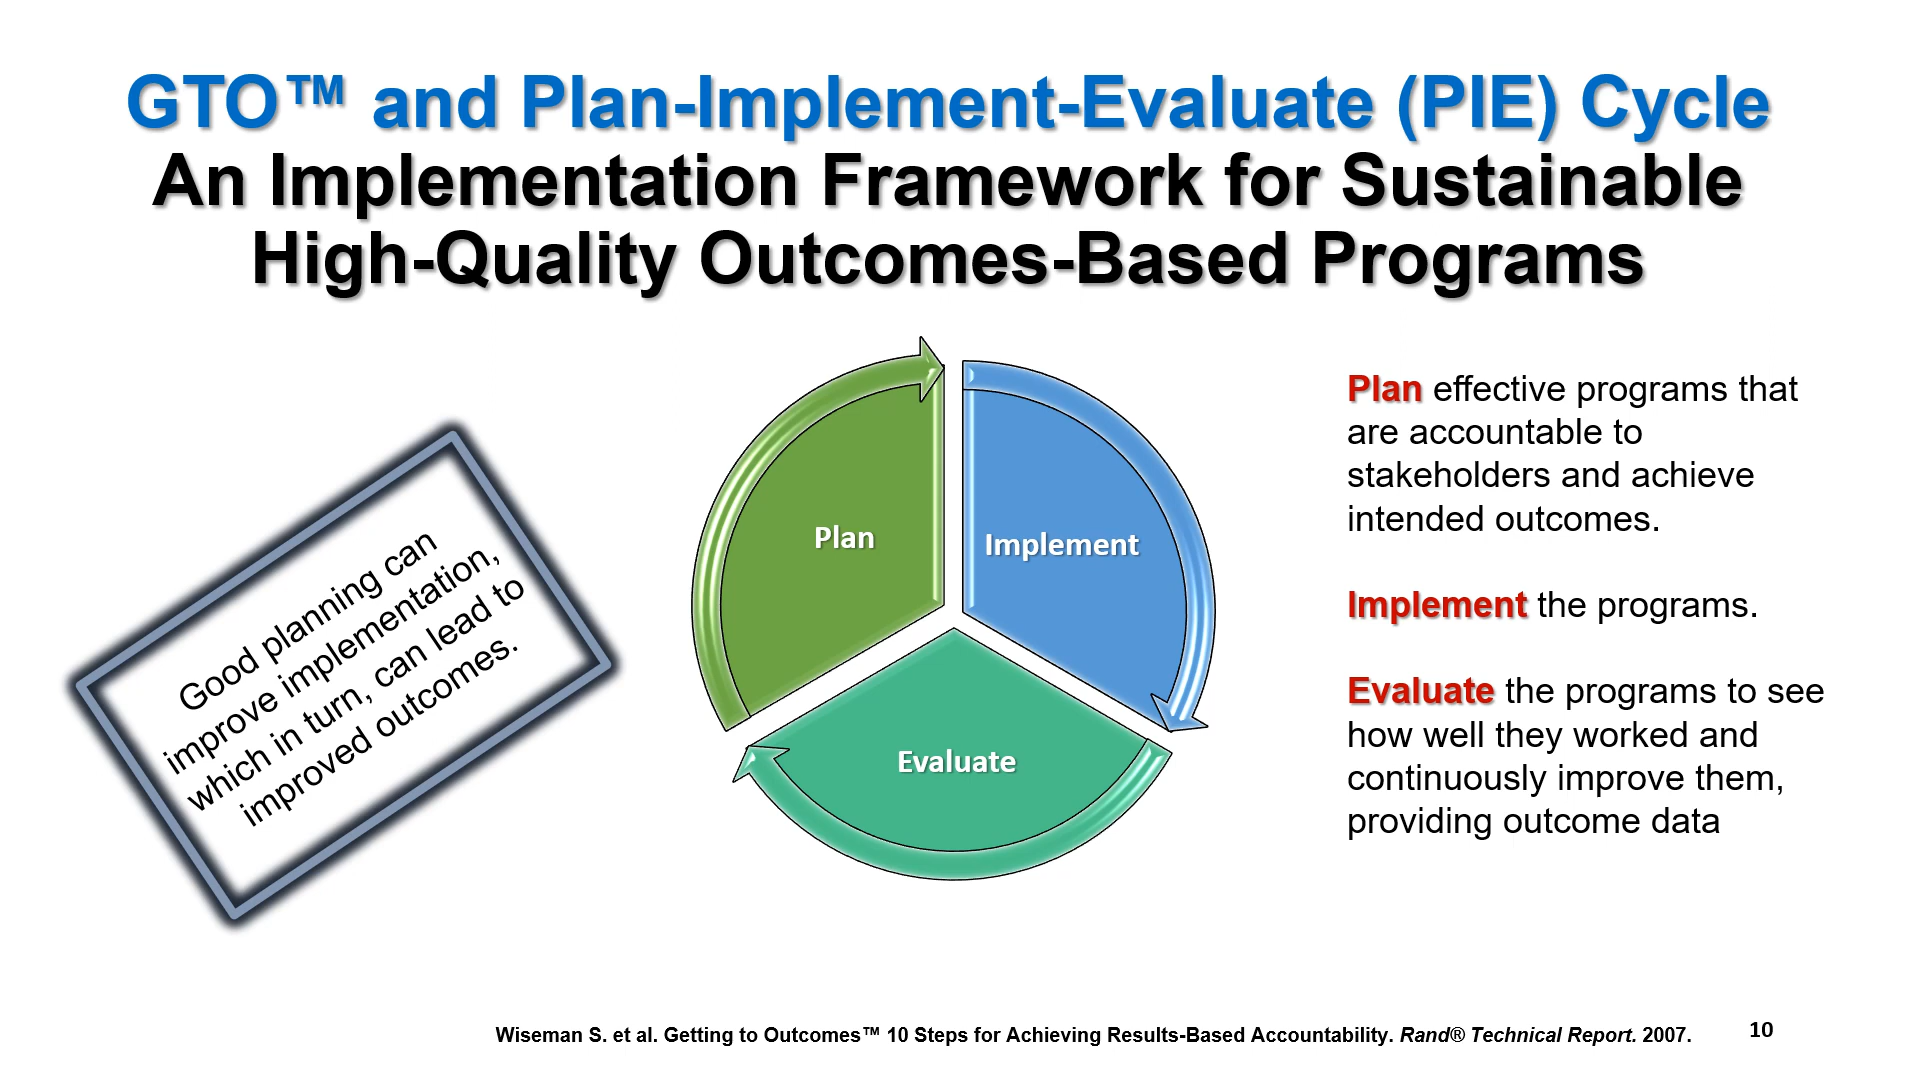 GTO™ and Plan-Implement-Evaluate (PIE) Cycle
An Implementation Framework for Sustainable
High-Quality Outcomes-Based Programs
Good planning can
improve implementation,
which in turn, can lead to
improved outcomes.
Plan
Implement
Evaluate
Plan effective programs that
are accountable to
stakeholders and achieve
intended outcomes.
Implement the programs.
Evaluate the programs to see
how well they worked and
continuously improve them,
providing outcome data
Wiseman S. et al. Getting to Outcomes™ 10 Steps for Achieving Results-Based Accountability. Rand® Technical Report. 2007.
10